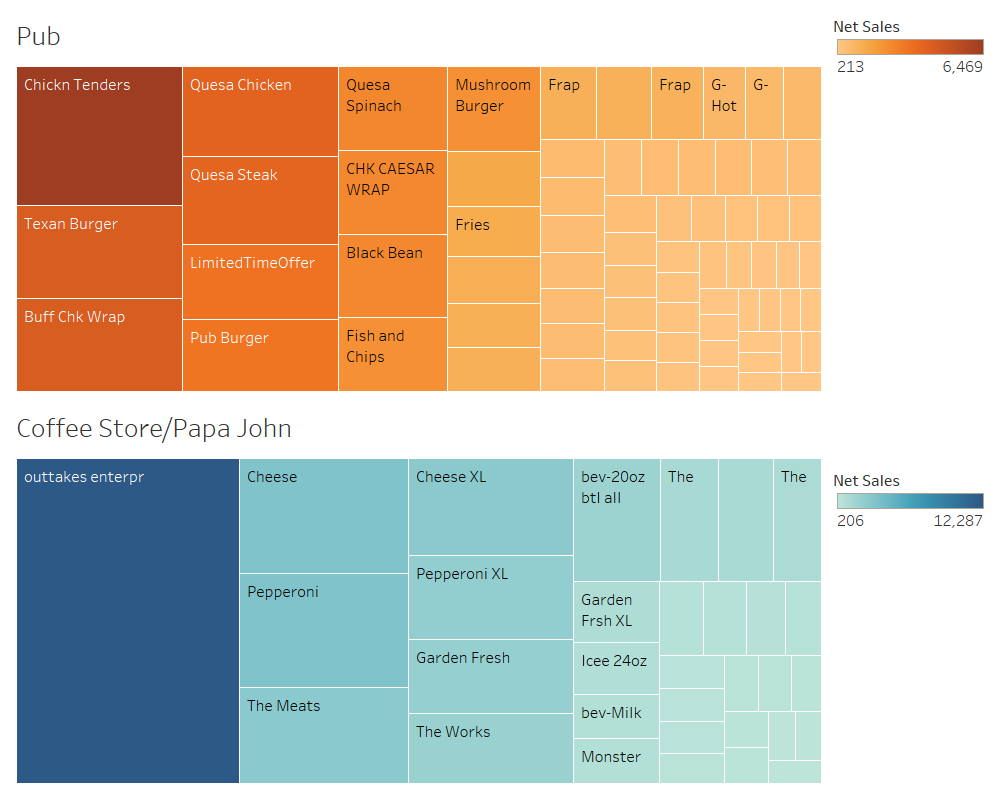 Pub
Net Sales
213 6,469
Chickn Tenders
Texan Burger
Buff Chk Wrap
Quesa Chicken
Quesa Steak
LimitedTimeOffer
Pub Burger
Quesa
Spinach
CHK CAESAR
WRAP
Black Bean
Fish and
Chips
Mushroom
Burger
Fries
Frap
Frap
G-
Hot
G-
Coffee Store/Papa John
Net Sales
206 12,287
outtakes enterpr
Cheese
Pepperoni
The Meats
Cheese XL
Pepperoni XL
Garden Fresh
The Works
bev-20oz
btl all
Garden
Frsh XL
Icee 24oz
bev-Milk
Monster
The
The